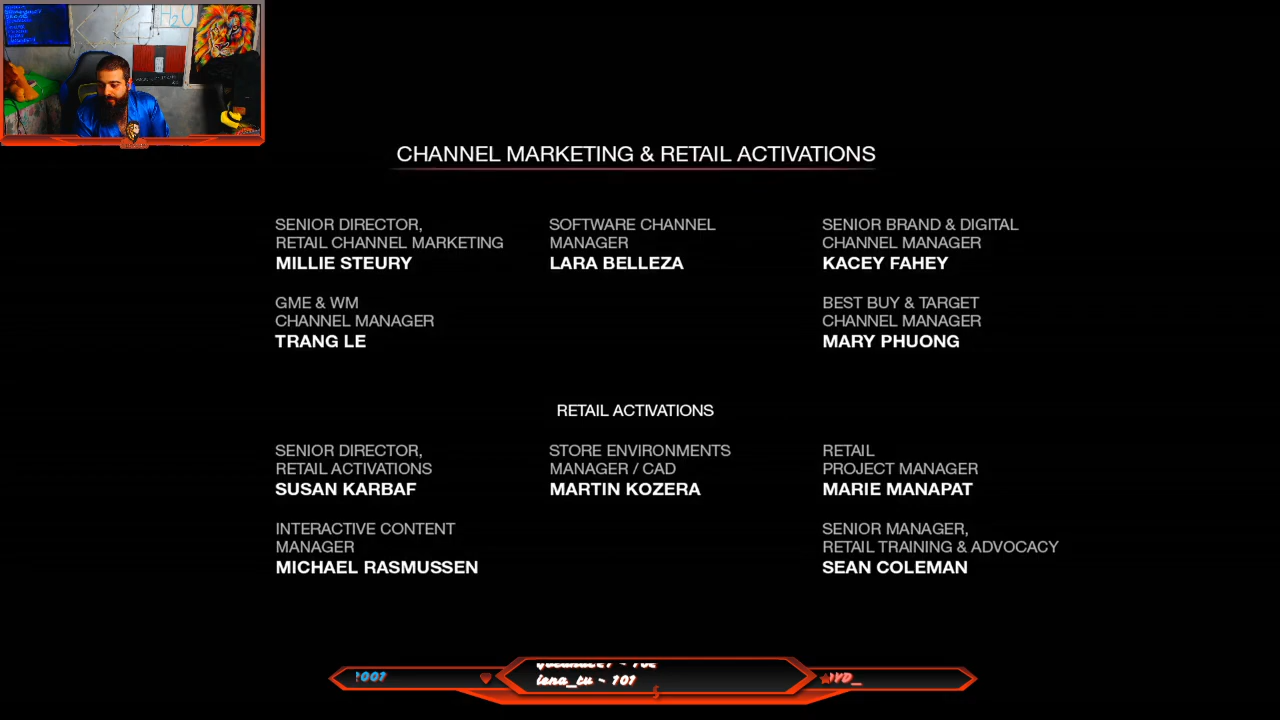 H2O
CHANNEL MARKETING & RETAIL ACTIVATIONS
SENIOR DIRECTOR,
RETAIL CHANNEL MARKETING
MILLIE STEURY
SOFTWARE CHANNEL
MANAGER
LARA BELLEZA
SENIOR BRAND & DIGITAL
CHANNEL MANAGER
KACEY FAHEY
GME & WM
CHANNEL MANAGER
TRANG LE
BEST BUY & TARGET
CHANNEL MANAGER
MARY PHUONG
RETAIL ACTIVATIONS
SENIOR DIRECTOR,
RETAIL ACTIVATIONS
SUSAN KARBAF
STORE ENVIRONMENTS
MANAGER / CAD
MARTIN KOZERA
RETAIL
PROJECT MANAGER
MARIE MANAPAT
INTERACTIVE CONTENT
MANAGER
MICHAEL RASMUSSEN
SENIOR MANAGER,
RETAIL TRAINING & ADVOCACY
SEAN COLEMAN